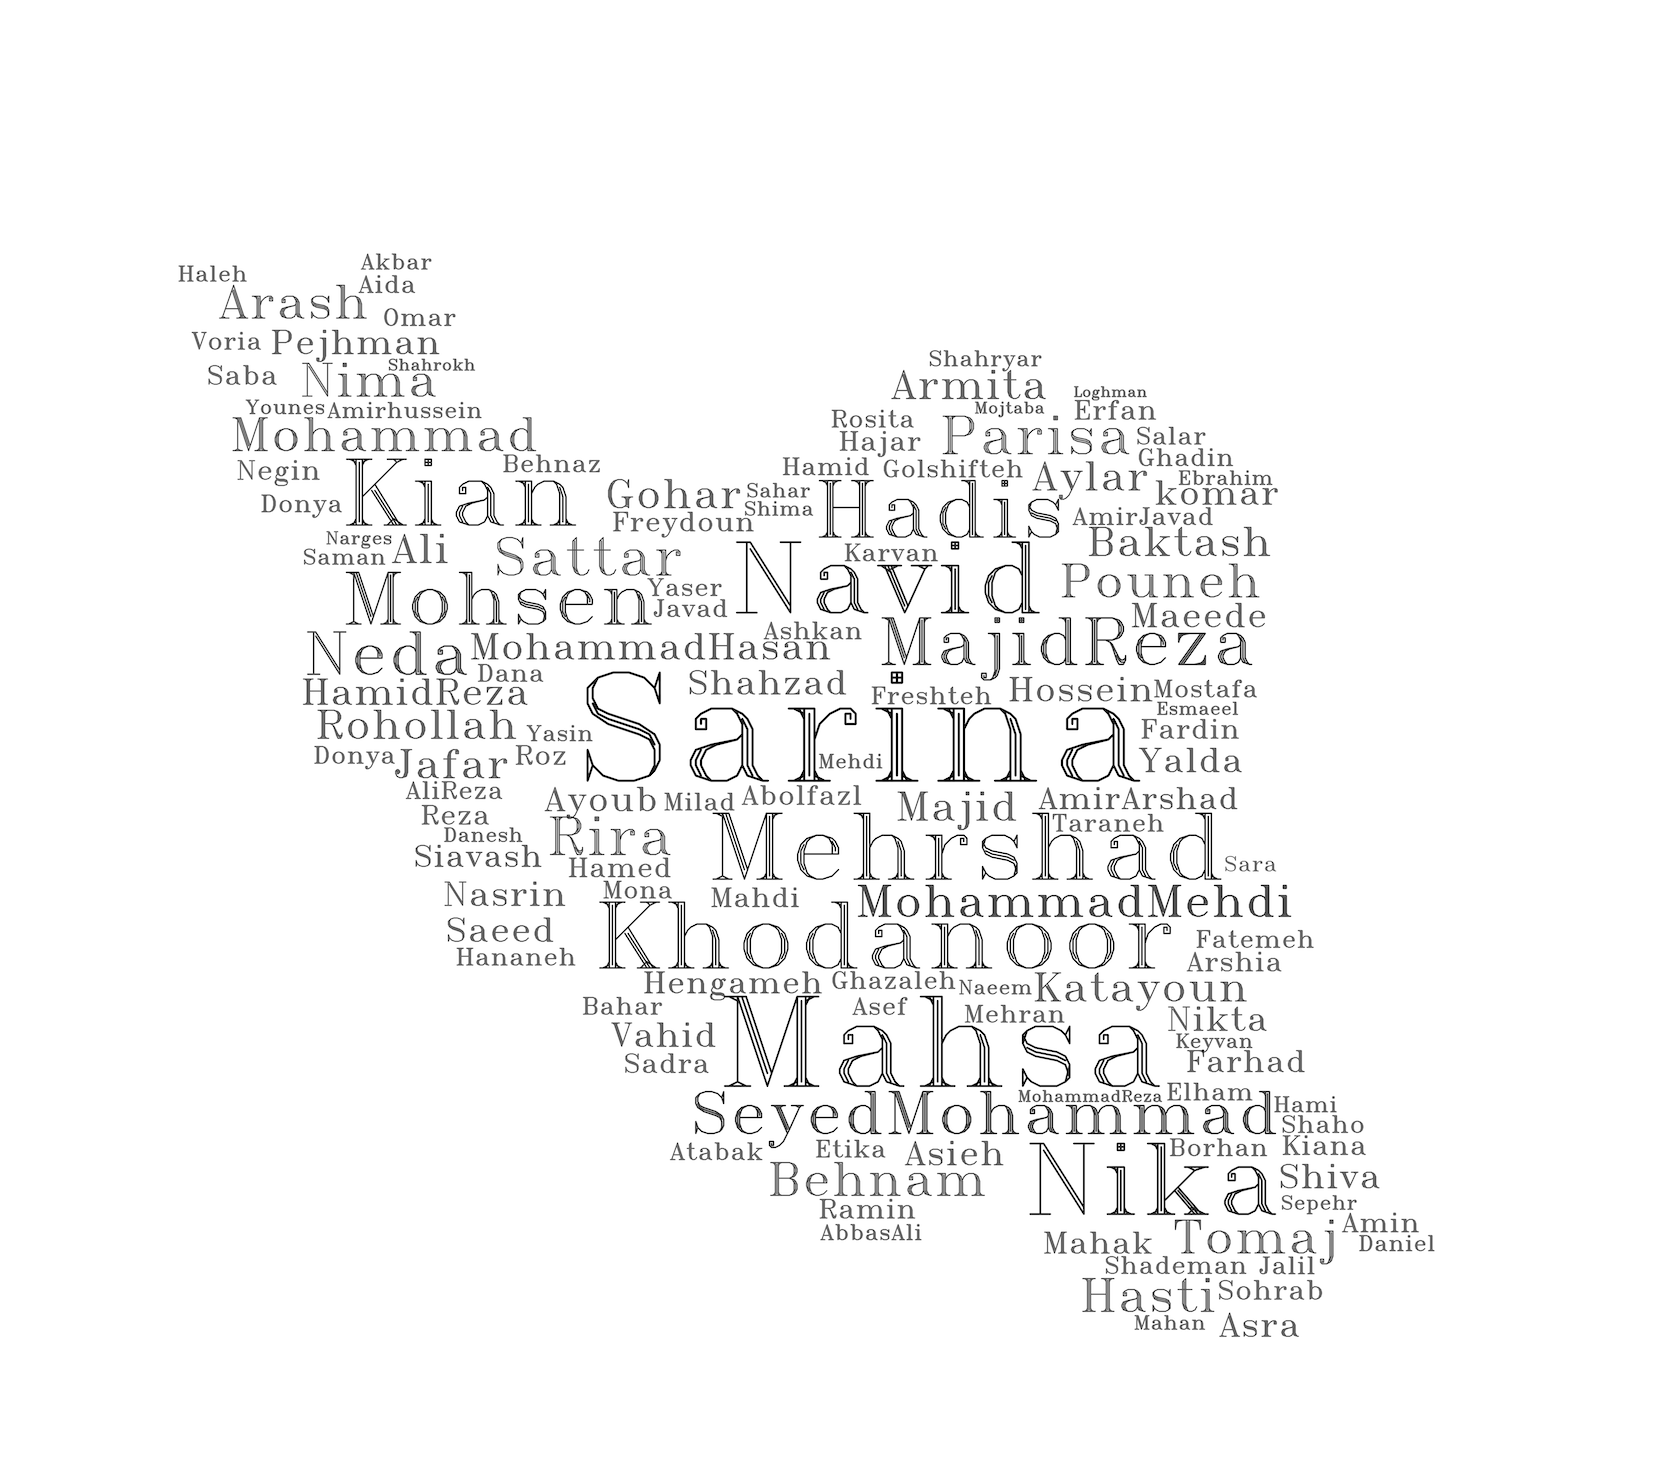 Akbar
Haleh
Aida
Arash
Omar
Voria Pejhman
Shahrokh
Saba Nima
Younes Amirhussein
Mohammad
Negin Kian Behnaz
Donya
Narges
Saman Ali
Shahryar
Armita
Loghman
Mojtaba Erfan
Rosita
Hajar Parisa Salar
Ghadin
Hamid Golshifteh Aylar Ebrahim
komar
Gohar Sahar Hadis
Shima
Freydoun AmirJavad
Sattar Navid Karvan Baktash
Mohsen Yaser Pouneh
Javad
Maeede
Ashkan MajidReza
Neda MohammadHasan
Dana
HamidReza Shahzad Freshteh Hossein Mostafa
Esmaeel
Rohollah Yasin Sarina Fardin
Donya Jafar Roz Mehdi Yalda
AliReza Ayoub Milad Abolfazl Majid AmirArshad
Reza
Danesh Rira Mehrshad Taraneh
Siavash
Hamed Sara
Nasrin Mona Mahdi MohammadMehdi
Saeed Khodanoor Fatemeh
Hananeh Arshia
Hengameh Ghazaleh Naeem Katayoun
Bahar Asef Mehran
Vahid Mahsa Nikta
Keyvan
Sadra Farhad
MohammadReza Elham
SeyedMohammad Hami
Shaho
Atabak Etika Asieh Borhan Kiana
Behnam Nika Shiva
Ramin Sepehr
AbbasAli Amin
Mahak Tomaj Daniel
Shademan Jalil
Hasti Sohrab
Mahan Asra